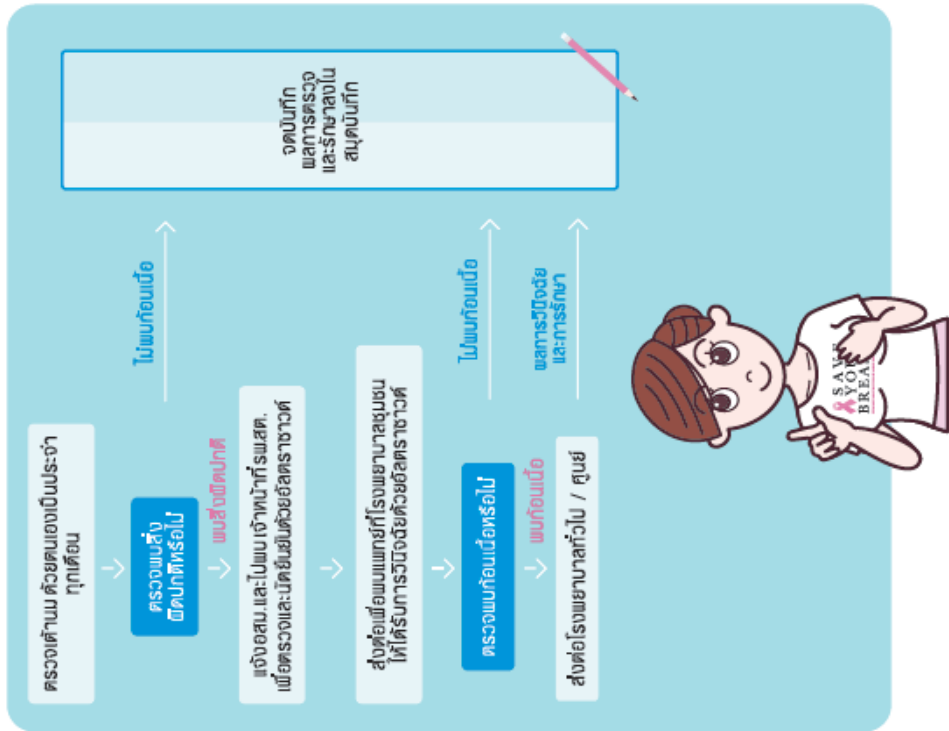 ตรวจเต้านม ด้วยตนเองเป็นประจำ
ทุกเดือน
ตรวจพบสิ่ง
ผิดปกติหรือไม่
ไม่พบก้อนเนื้อ
พบสิ่งผิดปกติ
แจ้งอสม.และไปพบเจ้าหน้าที่ รพ.สต.
เพื่อตรวจและนัดยืนยันด้วยอัลตราซาวด์
ส่งต่อเพื่อพบแพทย์ที่โรงพยาบาลชุมชน
ให้ได้รับการวินิจฉัยด้วยอัลตราซาวด์
ตรวจพบก้อนเนื้อหรือไม่
ไม่พบก้อนเนื้อ
พบก้อนเนื้อ
ส่งต่อโรงพยาบาลทั่วไป / ศูนย์
ผลการวินิจฉัย
และการรักษา
จดบันทึก
ผลการตรวจ
และรักษาลงใน
สมุดบันทึก
SAVE
YOU
BREA